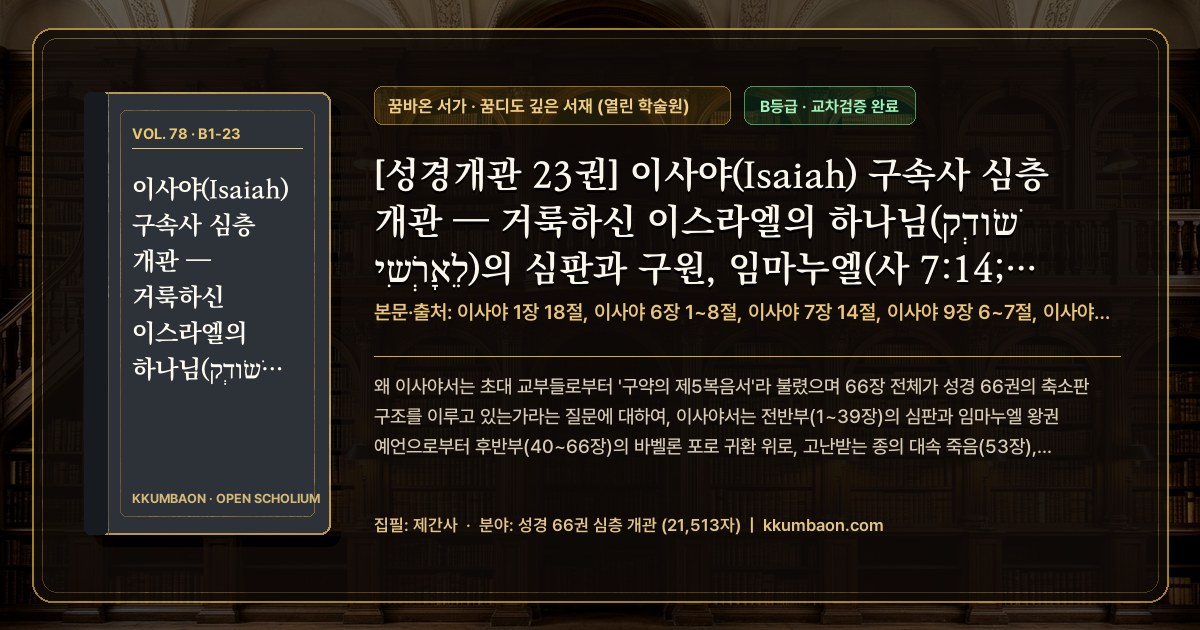 VOL. 78 · B1-23
이사야(Isaiah)
구속사 심층
개관 —
거룩하신
이스라엘의
하나님(קְדוֹשׁ…
KKUMBAON · OPEN SCHOLIUM
꿈바온 서가 · 꿈디도 깊은 서재 (열린 학술원)
B등급 · 교차검증 완료
[성경개관 23권] 이사야(Isaiah) 구속사 심층
개관 — 거룩하신 이스라엘의 하나님(קְדוֹשׁ
יִשְׂרָאֵל)의 심판과 구원, 임마누엘(사 7:14;…
본문·출처: 이사야 1장 18절, 이사야 6장 1~8절, 이사야 7장 14절, 이사야 9장 6~7절, 이사야…
왜 이사야서는 초대 교부들로부터 '구약의 제5복음서'라 불렸으며 66장 전체가 성경 66권의 축소판
구조를 이루고 있는가라는 질문에 대하여, 이사야서는 전반부(1~39장)의 심판과 임마누엘 왕권
예언으로부터 후반부(40~66장)의 바벨론 포로 귀환 위로, 고난받는 종의 대속 죽음(53장),…
집필: 제간사 · 분야: 성경 66권 심층 개관 (21,513자) | kkumbaon.com